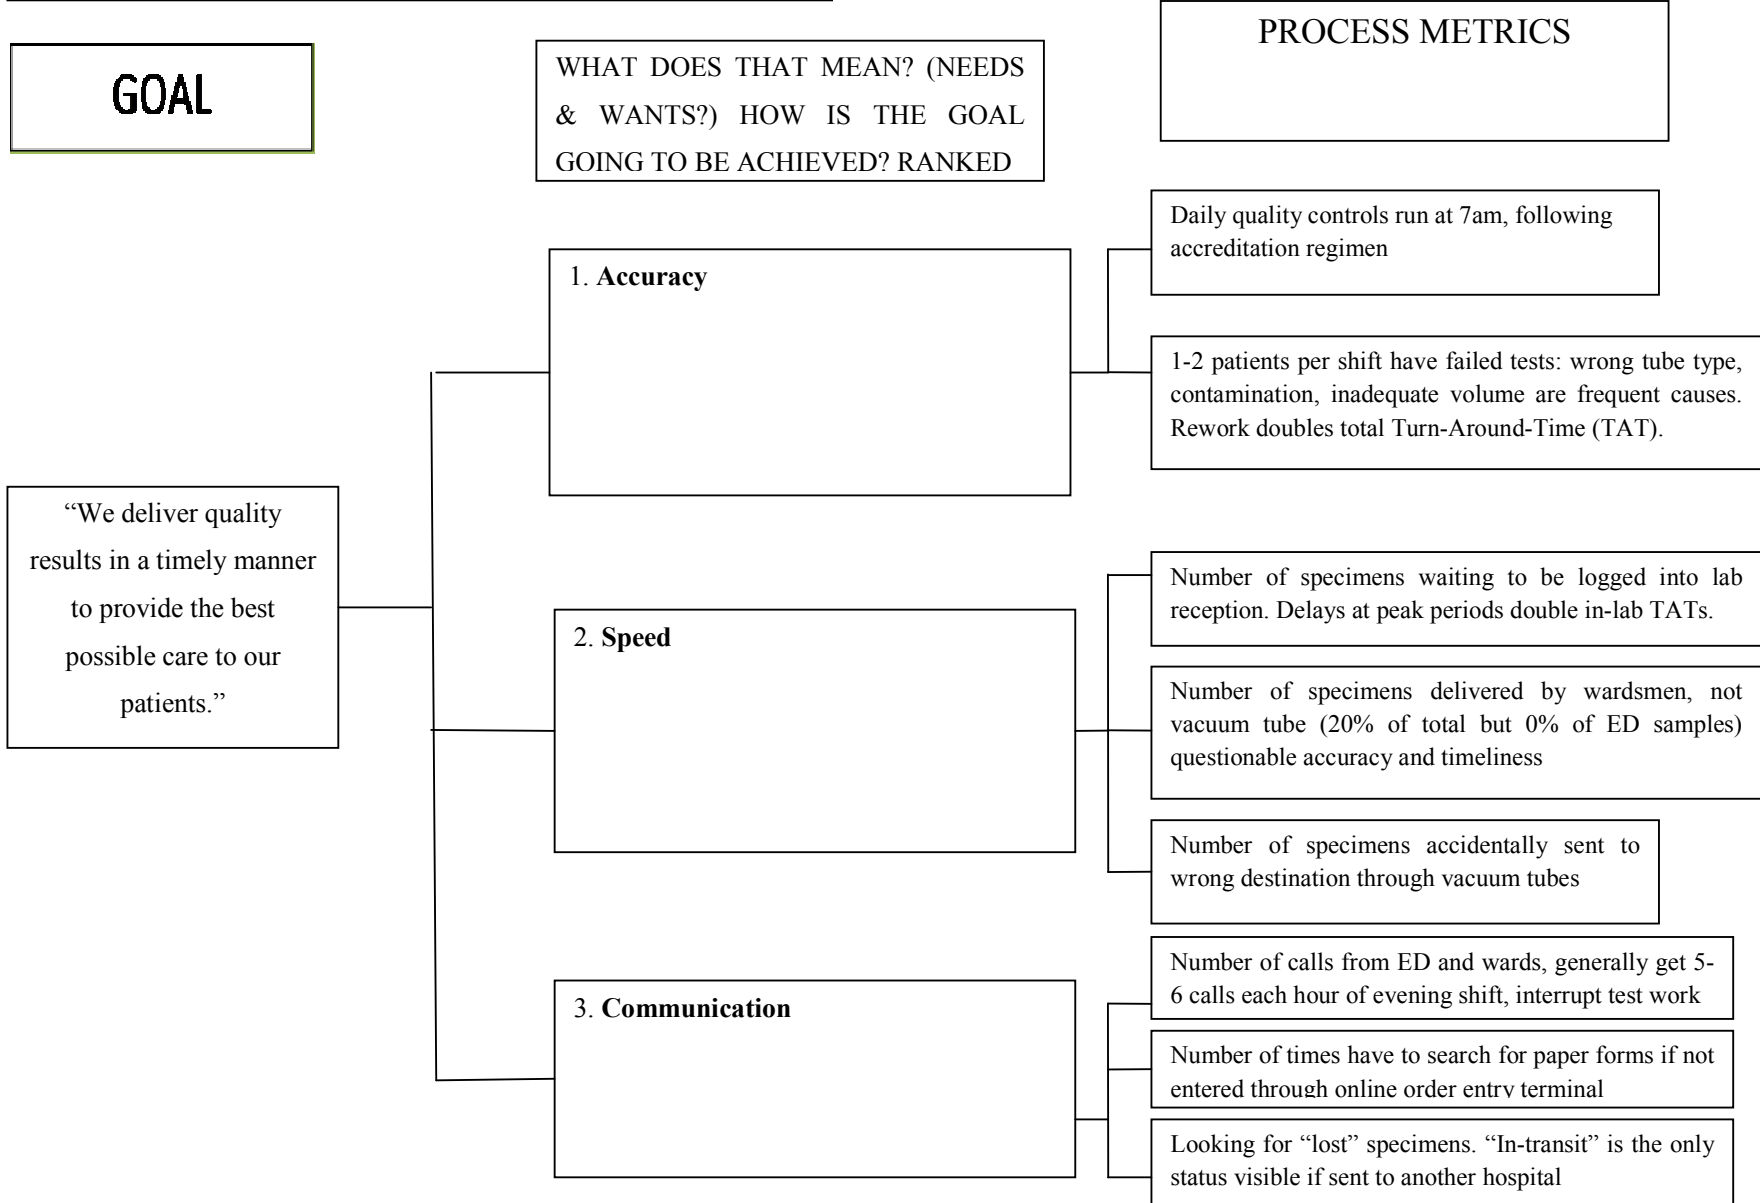 GOAL
WHAT DOES THAT MEAN? (NEEDS
& WANTS?) HOW IS THE GOAL
GOING TO BE ACHIEVED? RANKED
PROCESS METRICS
“We deliver quality
results in a timely manner
to provide the best
possible care to our
patients.”
1. Accuracy
Daily quality controls run at 7am, following
accreditation regimen
1-2 patients per shift have failed tests: wrong tube type,
contamination, inadequate volume are frequent causes.
Rework doubles total Turn-Around-Time (TAT).
2. Speed
Number of specimens waiting to be logged into lab
reception. Delays at peak periods double in-lab TATs.
Number of specimens delivered by wardsmen, not
vacuum tube (20% of total but 0% of ED samples)
questionable accuracy and timeliness
Number of specimens accidentally sent to
wrong destination through vacuum tubes
3. Communication
Number of calls from ED and wards, generally get 5-
6 calls each hour of evening shift, interrupt test work
Number of times have to search for paper forms if not
entered through online order entry terminal
Looking for “lost” specimens. “In-transit” is the only
status visible if sent to another hospital